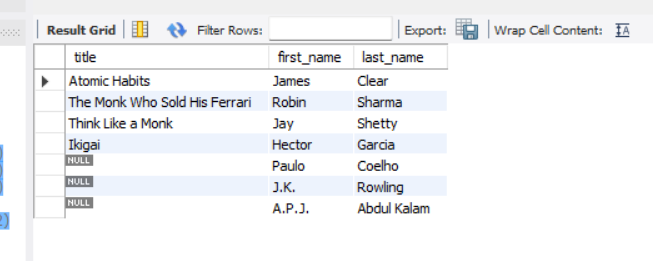 Result Grid Filter Rows: Export: Wrap Cell Content: IA
title first_name last_name
Atomic Habits James Clear
The Monk Who Sold His Ferrari Robin Sharma
Think Like a Monk Jay Shetty
Ikigai Hector Garcia
NULL Paulo Coelho
NULL J.K. Rowling
NULL A.P.J. Abdul Kalam